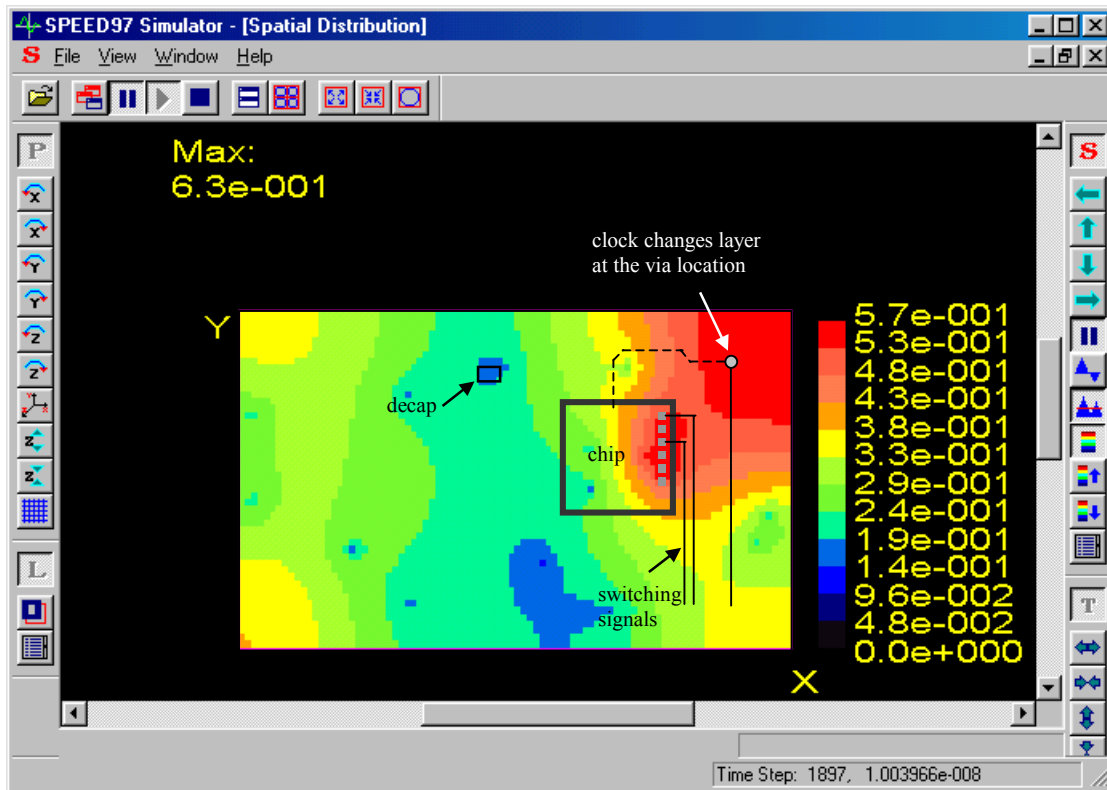 SPEED97 Simulator - [Spatial Distribution]
S File View Window Help
P
X
X
Y
Y
Z
Z
Z
Z
L
S
T
Max:
6.3e-001
clock changes layer
at the via location
Y
decap
chip
switching
signals
X
5.7e-001
5.3e-001
4.8e-001
4.3e-001
3.8e-001
3.3e-001
2.9e-001
2.4e-001
1.9e-001
1.4e-001
9.6e-002
4.8e-002
0.0e+000
Time Step: 1897, 1.003966e-008